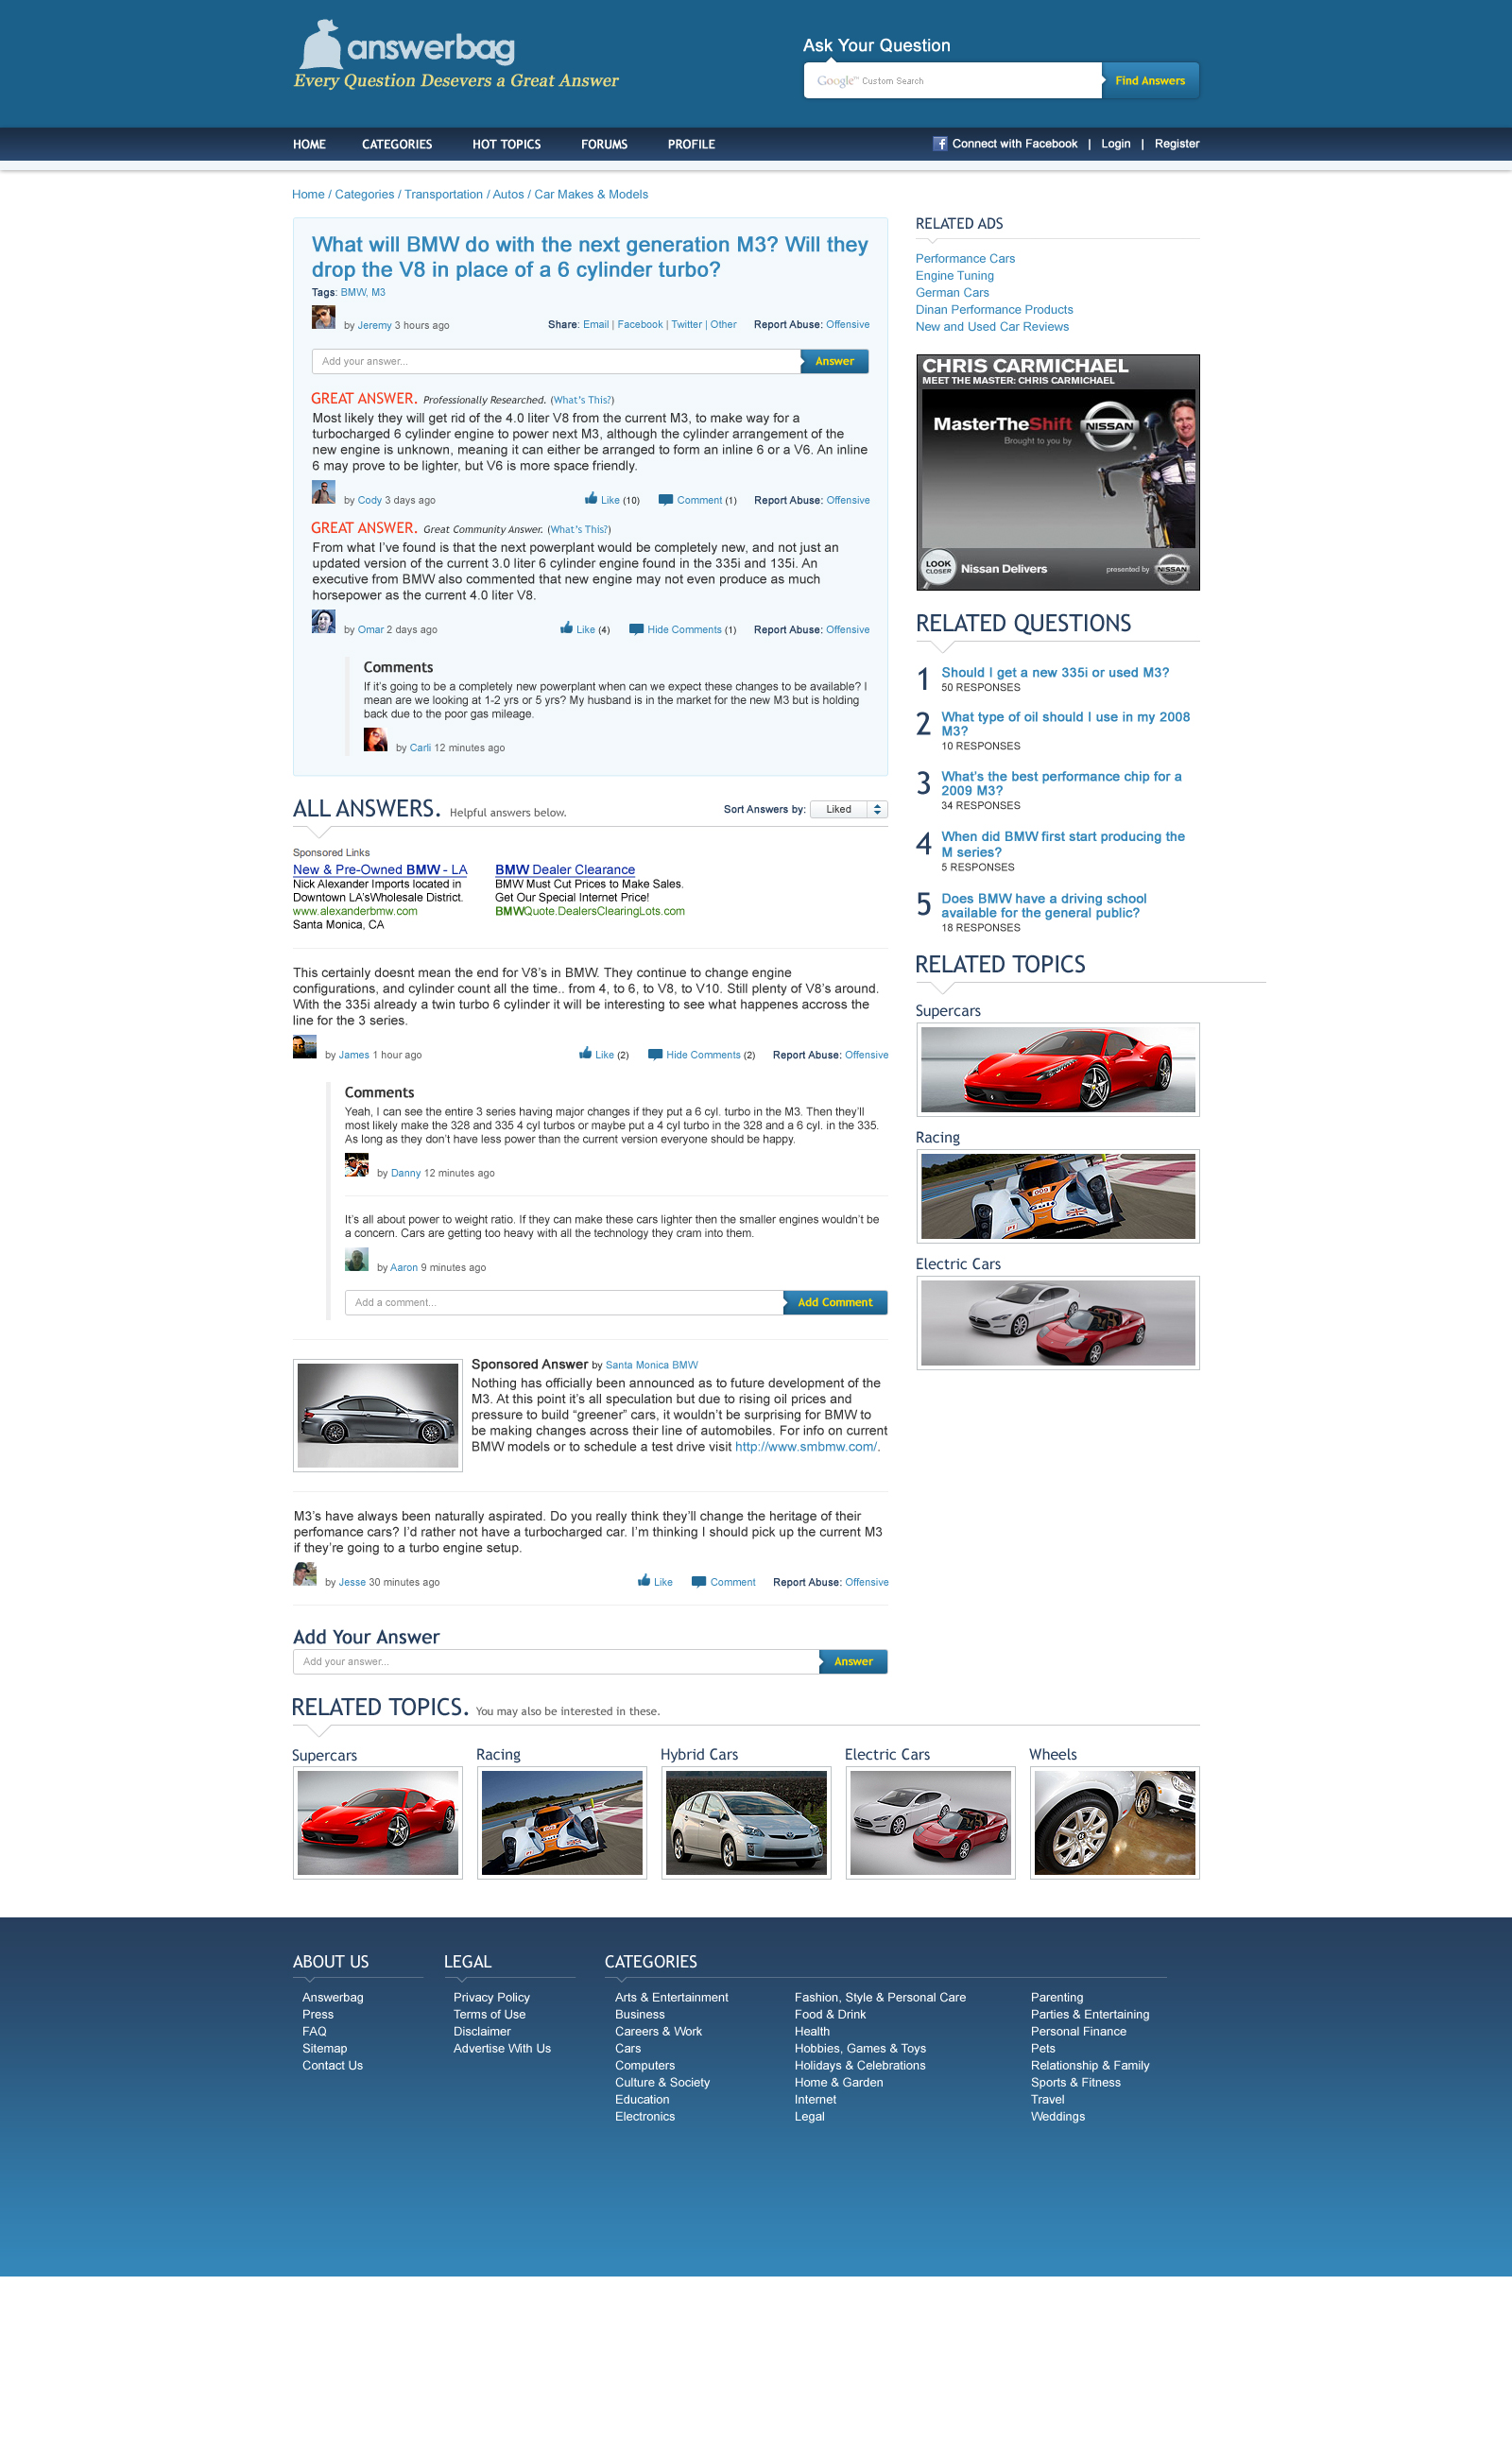 answerbag
Every Question Desevers a Great Answer
Ask Your Question
Google™ Custom Search
Find Answers
HOME
CATEGORIES
HOT TOPICS
FORUMS
PROFILE
Connect with Facebook | Login | Register
Home / Categories / Transportation / Autos / Car Makes & Models
What will BMW do with the next generation M3? Will they
drop the V8 in place of a 6 cylinder turbo?
Tags: BMW, M3
by Jeremy 3 hours ago
Share: Email | Facebook | Twitter | Other
Report Abuse: Offensive
Add your answer...
Answer
GREAT ANSWER. Professionally Researched. (What's This?)
Most likely they will get rid of the 4.0 liter V8 from the current M3, to make way for a
turbocharged 6 cylinder engine to power next M3, although the cylinder arrangement of the
new engine is unknown, meaning it can either be arranged to form an inline 6 or a V6. An inline
6 may prove to be lighter, but V6 is more space friendly.
by Cody 3 days ago
Like (10)
Comment (1)
Report Abuse: Offensive
GREAT ANSWER. Great Community Answer. (What's This?)
From what I've found is that the next powerplant would be completely new, and not just an
updated version of the current 3.0 liter 6 cylinder engine found in the 335i and 135i. An
executive from BMW also commented that new engine may not even produce as much
horsepower as the current 4.0 liter V8.
by Omar 2 days ago
Like (4)
Hide Comments (1)
Report Abuse: Offensive
Comments
If it's going to be a completely new powerplant when can we expect these changes to be available? I
mean are we looking at 1-2 yrs or 5 yrs? My husband is in the market for the new M3 but is holding
back due to the poor gas mileage.
by Carli 12 minutes ago
ALL ANSWERS. Helpful answers below.
Sort Answers by: Liked
Sponsored Links
New & Pre-Owned BMW - LA
Nick Alexander Imports located in
Downtown LA'sWholesale District.
www.alexanderbmw.com
Santa Monica, CA
BMW Dealer Clearance
BMW Must Cut Prices to Make Sales.
Get Our Special Internet Price!
BMWQuote.DealersClearingLots.com
This certainly doesnt mean the end for V8's in BMW. They continue to change engine
configurations, and cylinder count all the time.. from 4, to 6, to V8, to V10. Still plenty of V8's around.
With the 335i already a twin turbo 6 cylinder it will be interesting to see what happenes accross the
line for the 3 series.
by James 1 hour ago
Like (2)
Hide Comments (2)
Report Abuse: Offensive
Comments
Yeah, I can see the entire 3 series having major changes if they put a 6 cyl. turbo in the M3. Then they'll
most likely make the 328 and 335 4 cyl turbos or maybe put a 4 cyl turbo in the 328 and a 6 cyl. in the 335.
As long as they don't have less power than the current version everyone should be happy.
by Danny 12 minutes ago
It's all about power to weight ratio. If they can make these cars lighter then the smaller engines wouldn't be
a concern. Cars are getting too heavy with all the technology they cram into them.
by Aaron 9 minutes ago
Add a comment...
Add Comment
Sponsored Answer by Santa Monica BMW
Nothing has officially been announced as to future development of the
M3. At this point it's all speculation but due to rising oil prices and
pressure to build “greener” cars, it wouldn't be surprising for BMW to
be making changes across their line of automobiles. For info on current
BMW models or to schedule a test drive visit http://www.smbmw.com/.
M3's have always been naturally aspirated. Do you really think they'll change the heritage of their
perfomance cars? I'd rather not have a turbocharged car. I'm thinking I should pick up the current M3
if they're going to a turbo engine setup.
by Jesse 30 minutes ago
Like
Comment
Report Abuse: Offensive
Add Your Answer
Add your answer...
Answer
RELATED ADS
Performance Cars
Engine Tuning
German Cars
Dinan Performance Products
New and Used Car Reviews
CHRIS CARMICHAEL
MEET THE MASTER: CHRIS CARMICHAEL
MasterTheShift
Brought to you by
NISSAN
LOOK
CLOSER
Nissan Delivers
presented by
NISSAN
RELATED QUESTIONS
1 Should I get a new 335i or used M3?
50 RESPONSES
2 What type of oil should I use in my 2008
M3?
10 RESPONSES
3 What's the best performance chip for a
2009 M3?
34 RESPONSES
4 When did BMW first start producing the
M series?
5 RESPONSES
5 Does BMW have a driving school
available for the general public?
18 RESPONSES
RELATED TOPICS
Supercars
Racing
009
Gulf
Electric Cars
RELATED TOPICS. You may also be interested in these.
Supercars
Racing
Hybrid Cars
Electric Cars
Wheels
ABOUT US
Answerbag
Press
FAQ
Sitemap
Contact Us
LEGAL
Privacy Policy
Terms of Use
Disclaimer
Advertise With Us
CATEGORIES
Arts & Entertainment
Business
Careers & Work
Cars
Computers
Culture & Society
Education
Electronics
Fashion, Style & Personal Care
Food & Drink
Health
Hobbies, Games & Toys
Holidays & Celebrations
Home & Garden
Internet
Legal
Parenting
Parties & Entertaining
Personal Finance
Pets
Relationship & Family
Sports & Fitness
Travel
Weddings